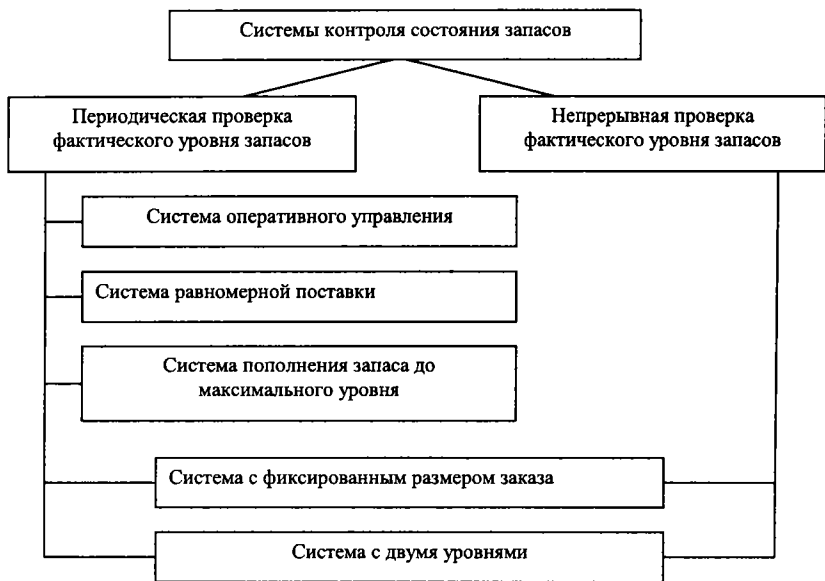 Системы контроля состояния запасов
Периодическая проверка
фактического уровня запасов
Непрерывная проверка
фактического уровня запасов
Система оперативного управления
Система равномерной поставки
Система пополнения запаса до
максимального уровня
Система с фиксированным размером заказа
Система с двумя уровнями